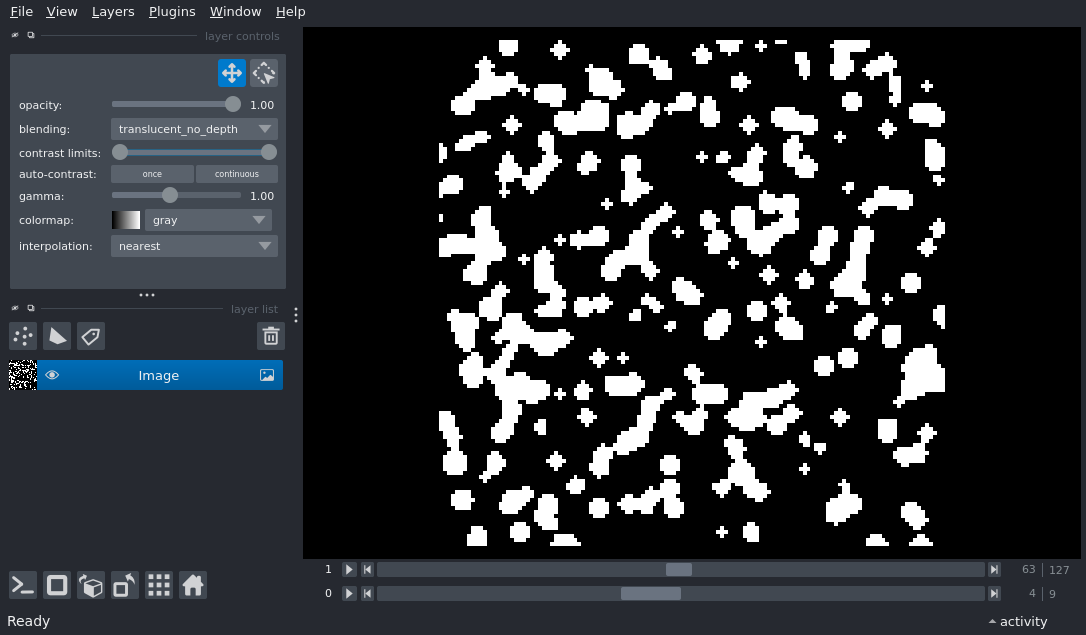 File View Layers Plugins Window Help
layer controls
opacity: 1.00
blending: translucent_no_depth
contrast limits:
auto-contrast: once continuous
gamma: 1.00
colormap: gray
interpolation: nearest
layer list
Image
1 63 127
0 4 9
Ready activity